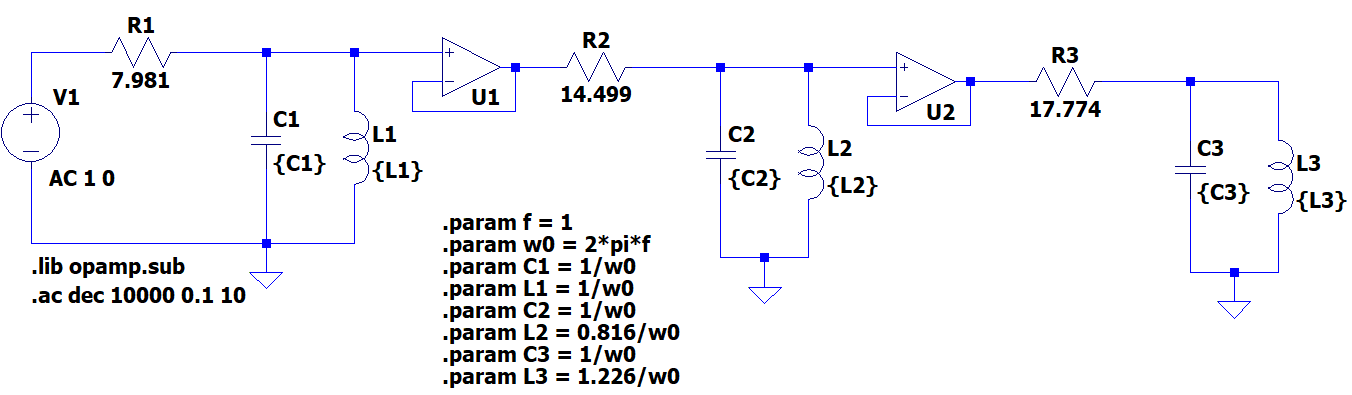 R1
7.981
V1
AC 1 0
C1
{C1}
L1
{L1}
+
−
U1
R2
14.499
C2
{C2}
L2
{L2}
+
−
U2
R3
17.774
C3
{C3}
L3
{L3}
.lib opamp.sub
.ac dec 10000 0.1 10
.param f = 1
.param w0 = 2*pi*f
.param C1 = 1/w0
.param L1 = 1/w0
.param C2 = 1/w0
.param L2 = 0.816/w0
.param C3 = 1/w0
.param L3 = 1.226/w0